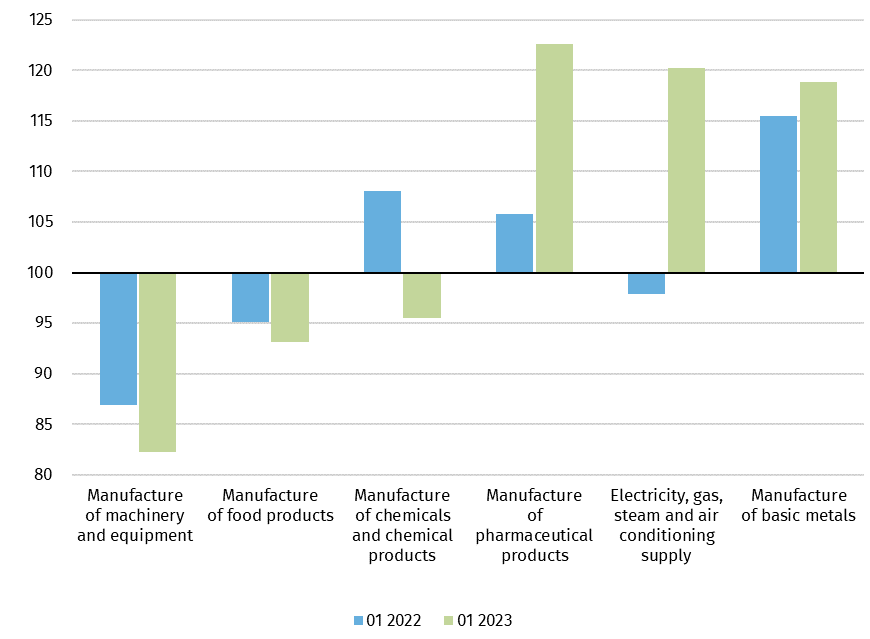 125
120
115
110
105
100
95
90
85
80
Manufacture
of machinery
and equipment
Manufacture
of food products
Manufacture
of chemicals
and chemical
products
Manufacture
of
pharmaceutical
products
Electricity, gas,
steam and air
conditioning
supply
Manufacture
of basic metals
01 2022
01 2023